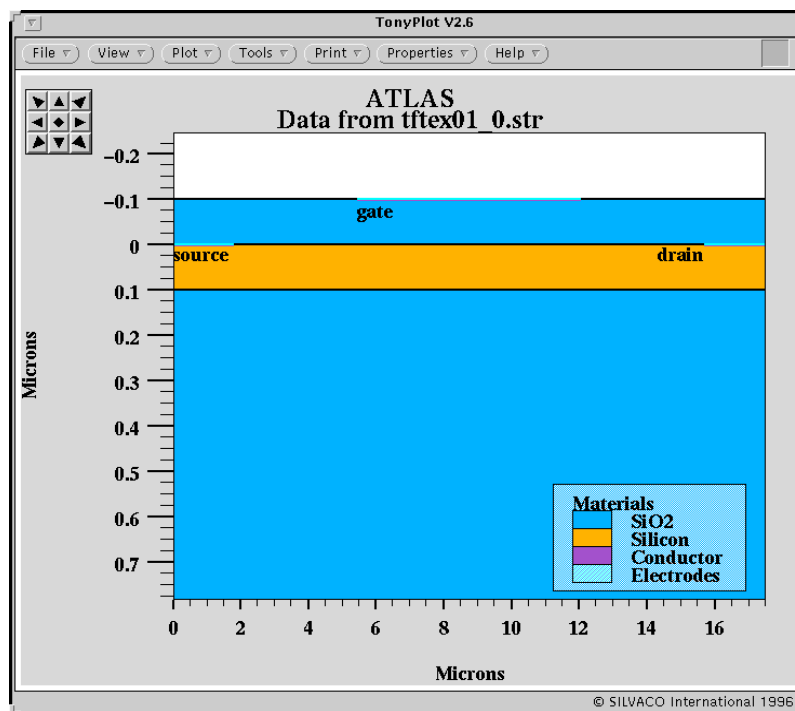 TonyPlot V2.6
File View Plot Tools Print Properties Help
ATLAS
Data from tftex01_0.str
-0.2
-0.1
gate
0
source drain
0.1
0.2
0.3
Microns
0.4
0.5
Materials
SiO2
0.6
Silicon
Conductor
0.7
Electrodes
0 2 4 6 8 10 12 14 16
Microns
© SILVACO International 1996